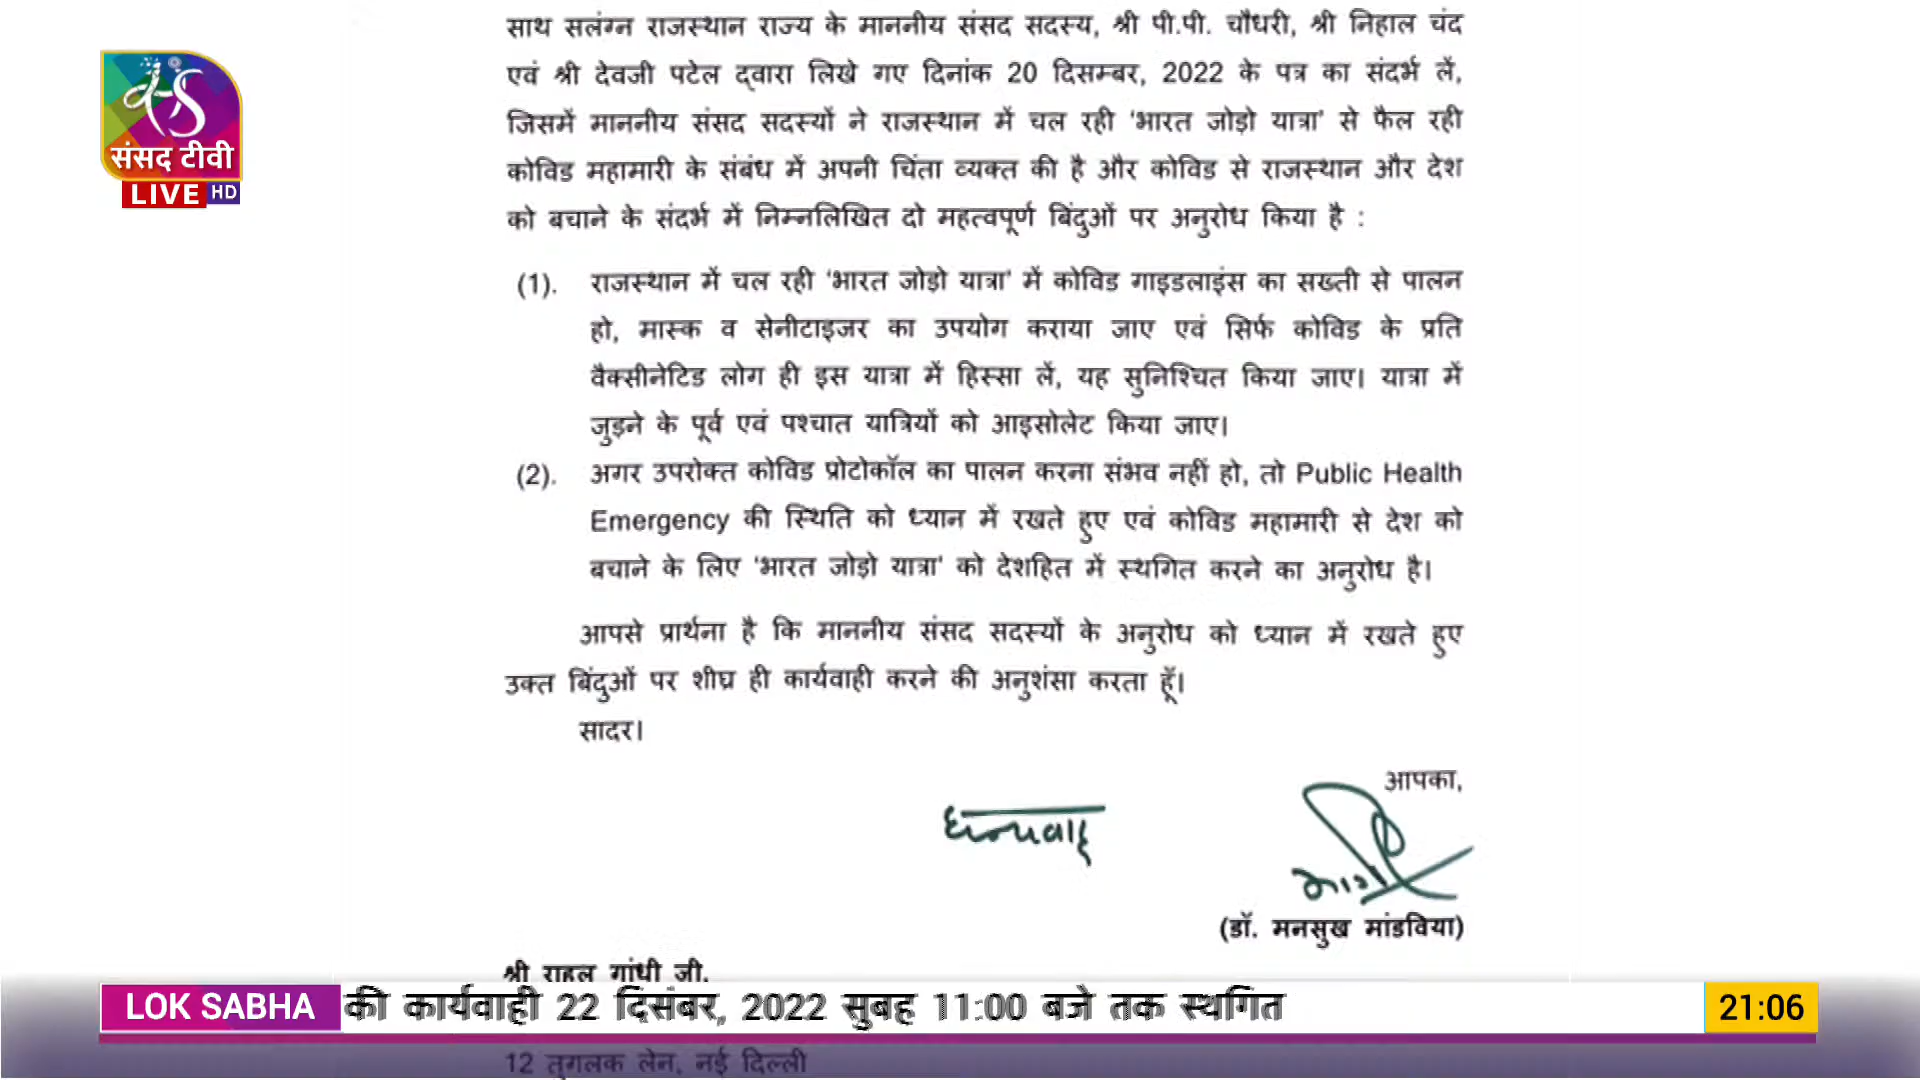 साथ सलंग्न राजस्थान राज्य के माननीय संसद सदस्य, श्री पी.पी. चौधरी, श्री निहाल चंद
एवं श्री देवजी पटेल द्वारा लिखे गए दिनांक 20 दिसम्बर, 2022 के पत्र का संदर्भ लें,
जिसमें माननीय संसद सदस्यों ने राजस्थान में चल रही 'भारत जोड़ो यात्रा' से फैल रही
कोविड महामारी के संबंध में अपनी चिंता व्यक्त की है और कोविड से राजस्थान और देश
को बचाने के संदर्भ में निम्नलिखित दो महत्वपूर्ण बिंदुओं पर अनुरोध किया है :
(1). राजस्थान में चल रही 'भारत जोड़ो यात्रा' में कोविड गाइडलाइंस का सख्ती से पालन
हो, मास्क व सेनीटाइजर का उपयोग कराया जाए एवं सिर्फ कोविड के प्रति
वैक्सीनेटिड लोग ही इस यात्रा में हिस्सा लें, यह सुनिश्चित किया जाए। यात्रा में
जुड़ने के पूर्व एवं पश्चात यात्रियों को आइसोलेट किया जाए।
(2). अगर उपरोक्त कोविड प्रोटोकॉल का पालन करना संभव नहीं हो, तो Public Health
Emergency की स्थिति को ध्यान में रखते हुए एवं कोविड महामारी से देश को
बचाने के लिए 'भारत जोड़ो यात्रा' को देशहित में स्थगित करने का अनुरोध है।
आपसे प्रार्थना है कि माननीय संसद सदस्यों के अनुरोध को ध्यान में रखते हुए
उक्त बिंदुओं पर शीघ्र ही कार्यवाही करने की अनुशंसा करता हूँ।
सादर।
आपका,
धन्यवाद
(डॉ. मनसुख मांडविया)
श्री राहुल गांधी जी,
12 तुगलक लेन, नई दिल्ली
संसद टीवी
LIVE HD
LOK SABHA की कार्यवाही 22 दिसंबर, 2022 सुबह 11:00 बजे तक स्थगित
21:06